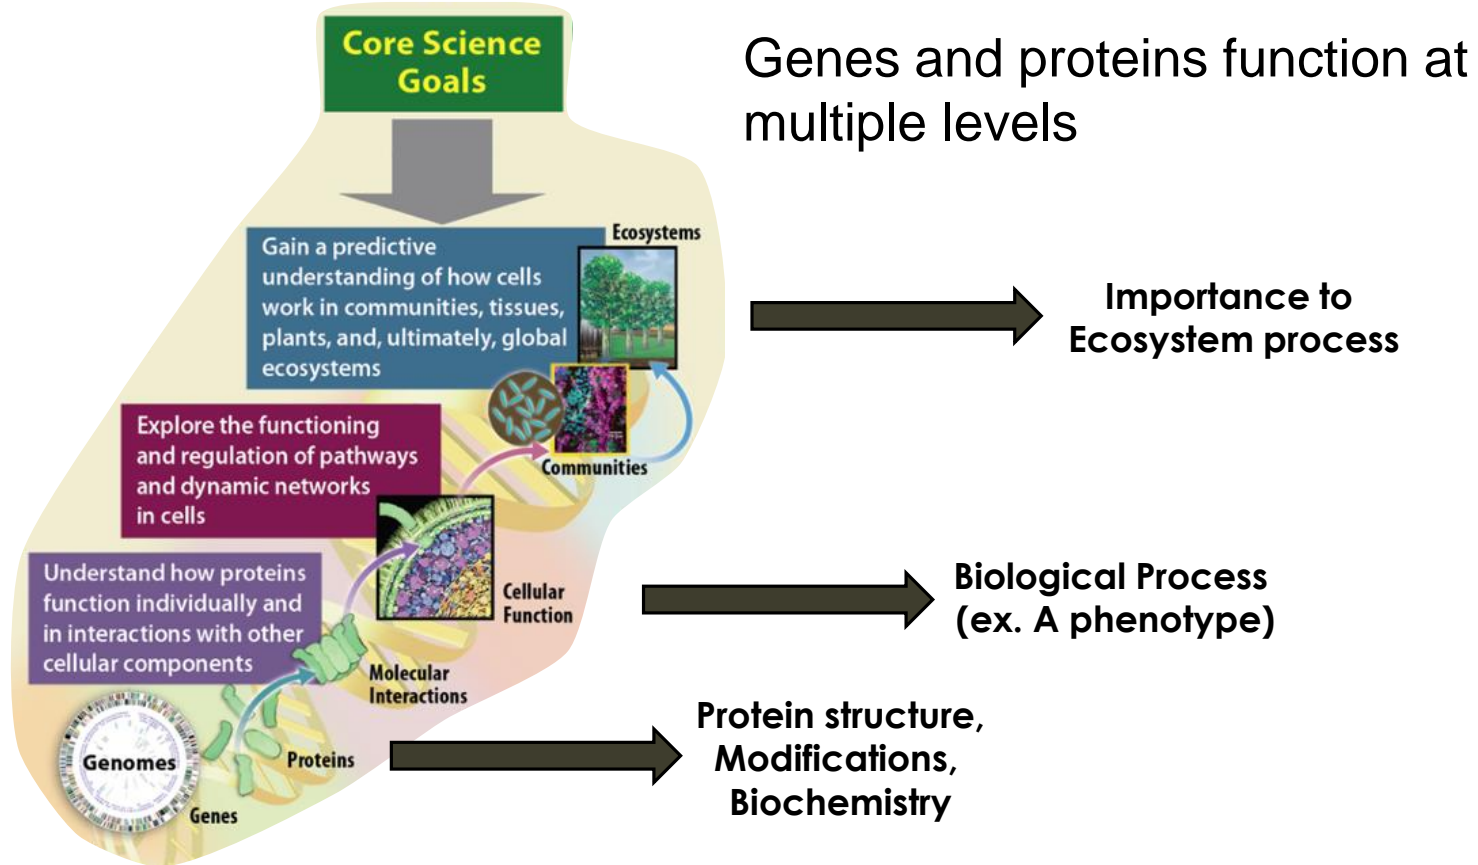 Core Science
Goals
Genes and proteins function at
multiple levels
Gain a predictive
understanding of how cells
work in communities, tissues,
plants, and, ultimately, global
ecosystems
Ecosystems
Importance to
Ecosystem process
Explore the functioning
and regulation of pathways
and dynamic networks
in cells
Communities
Understand how proteins
function individually and
in interactions with other
cellular components
Cellular
Function
Biological Process
(ex. A phenotype)
Molecular
Interactions
Genomes
Genes
Proteins
Protein structure,
Modifications,
Biochemistry